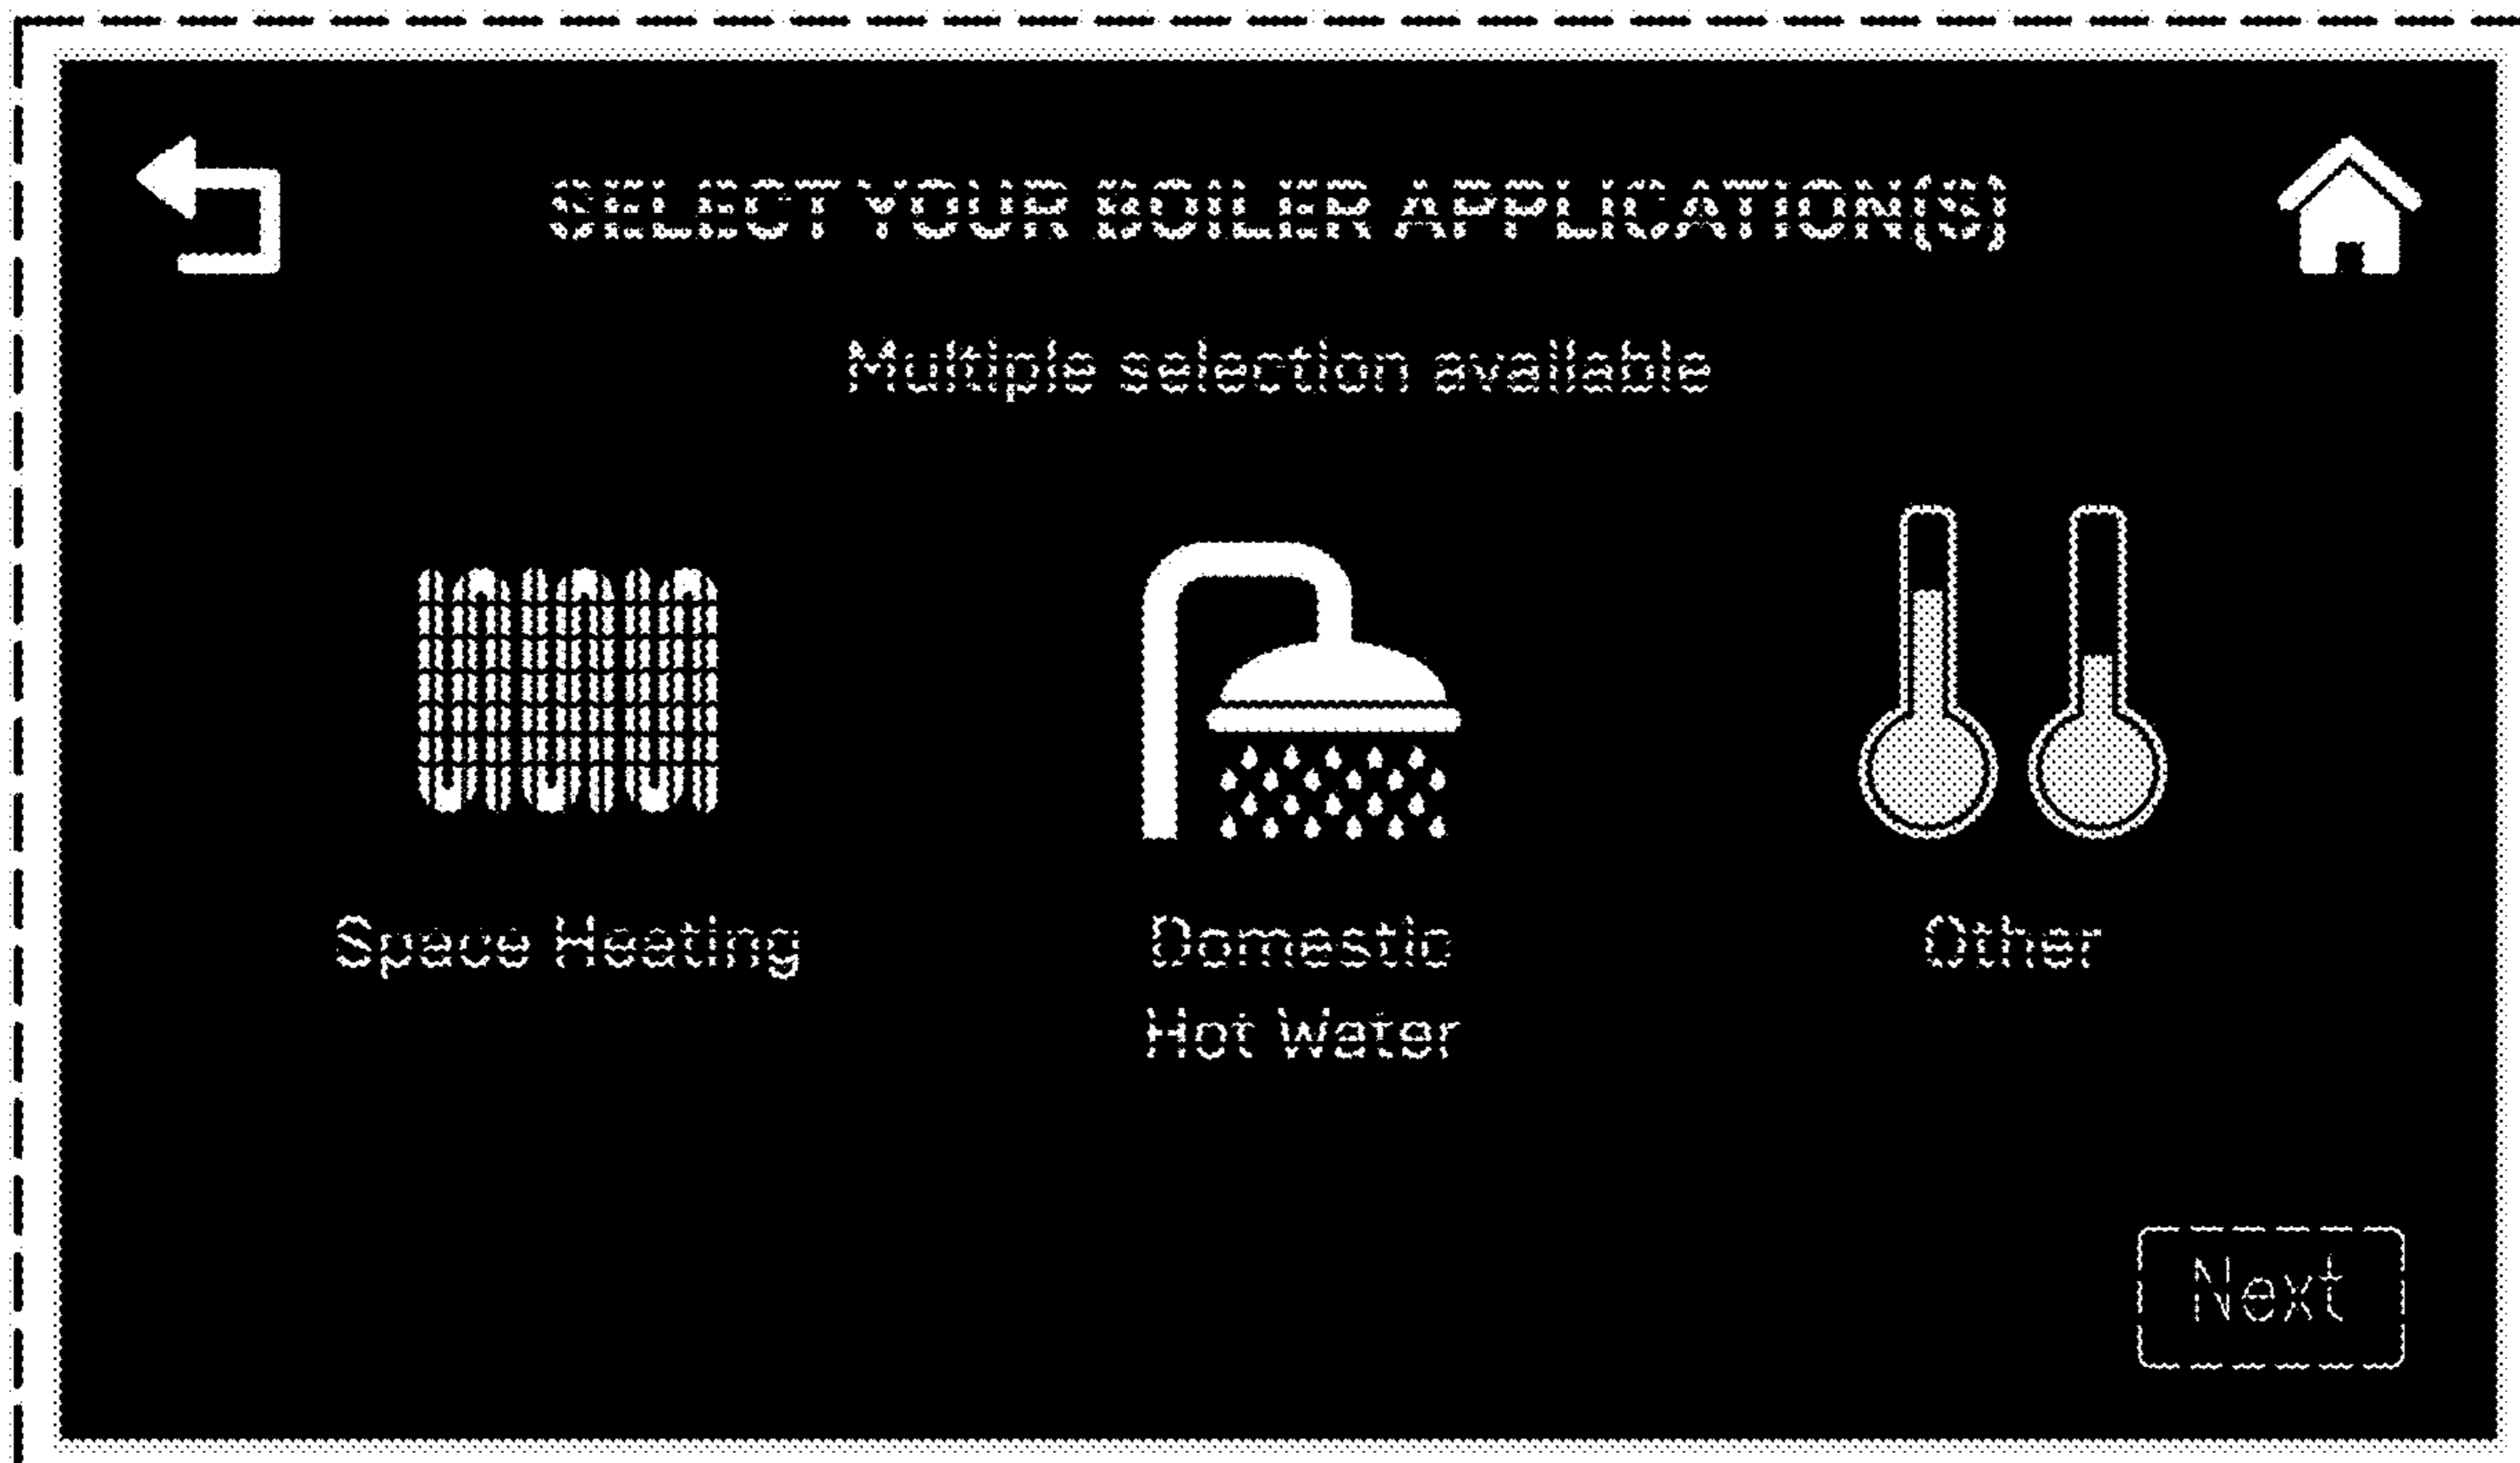 SELECT YOUR BOILER APPLICATION(S)
Multiple selection available
Space Heating
Domestic
Hot Water
Other
Next